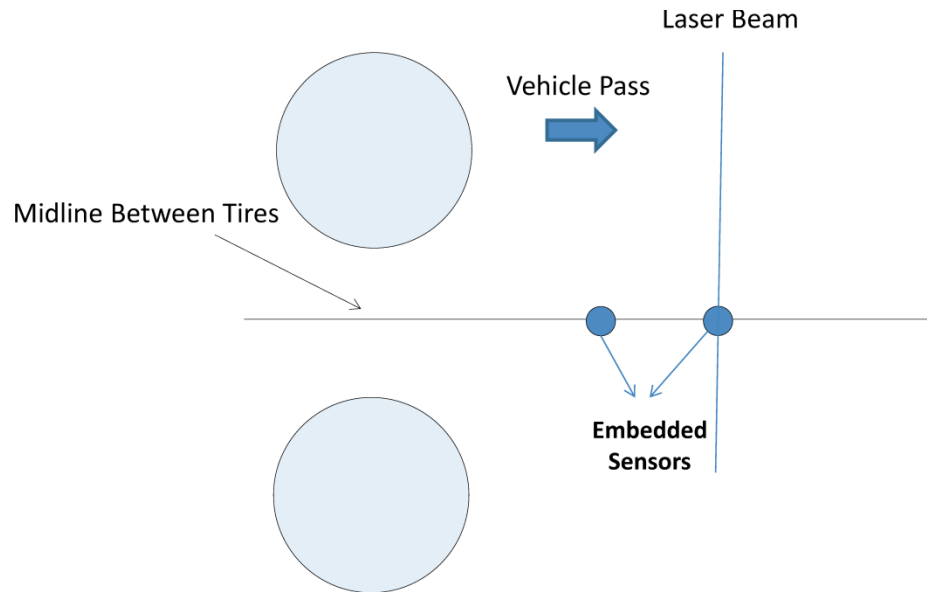 Laser Beam
Vehicle Pass
Midline Between Tires
Embedded
Sensors